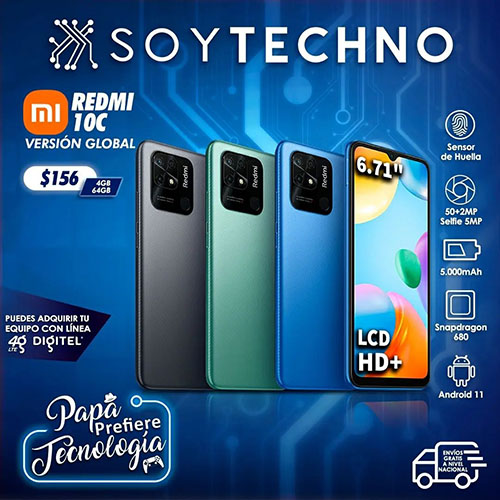 SOYTECHNO
mi
REDMI
10C
VERSIÓN GLOBAL
$156
4GB
64GB
Redmi
Redmi
Redmi
6.71"
LCD
HD+
Sensor
de Huella
50+2MP
Selfie 5MP
5.000mAh
Snapdragon
680
Android 11
PUEDES ADQUIRIR TU
EQUIPO CON LÍNEA
4G LTE DIGITEL
Papá
Prefiere
Tecnología
ENVÍOS
GRATIS
A NIVEL
NACIONAL